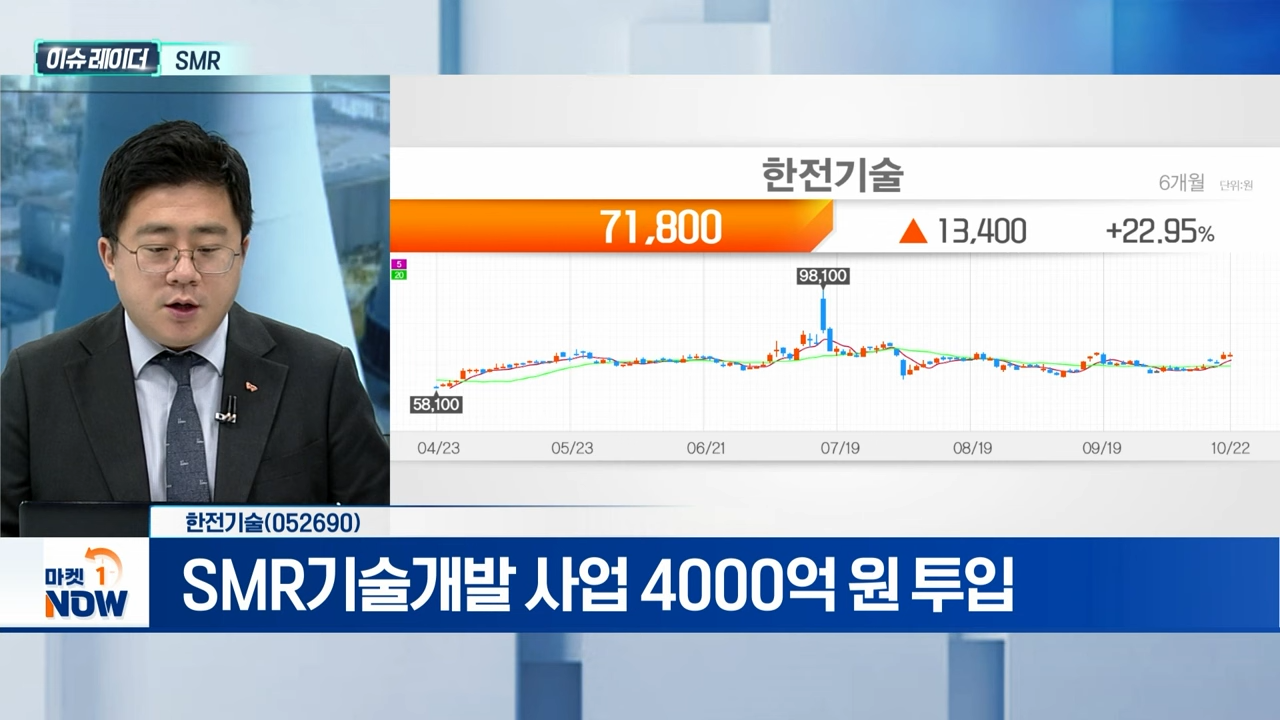 이슈레이더 SMR
한전기술
6개월 단위:원
71,800 ▲ 13,400 +22.95%
5
20
98,100
58,100
04/23 05/23 06/21 07/19 08/19 09/19 10/22
한전기술(052690)
마켓 1
NOW
SMR기술개발 사업 4000억 원 투입